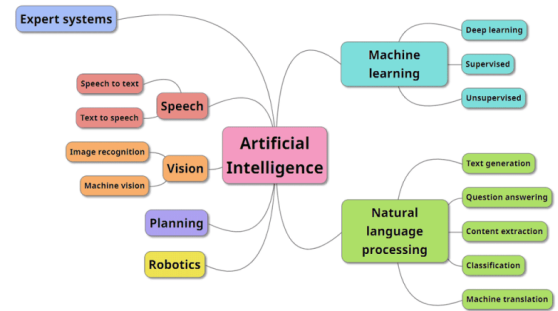 Expert systems
Speech to text
Text to speech
Speech
Image recognition
Machine vision
Vision
Planning
Robotics
Artificial
Intelligence
Machine
learning
Deep learning
Supervised
Unsupervised
Natural
language
processing
Text generation
Question answering
Content extraction
Classification
Machine translation